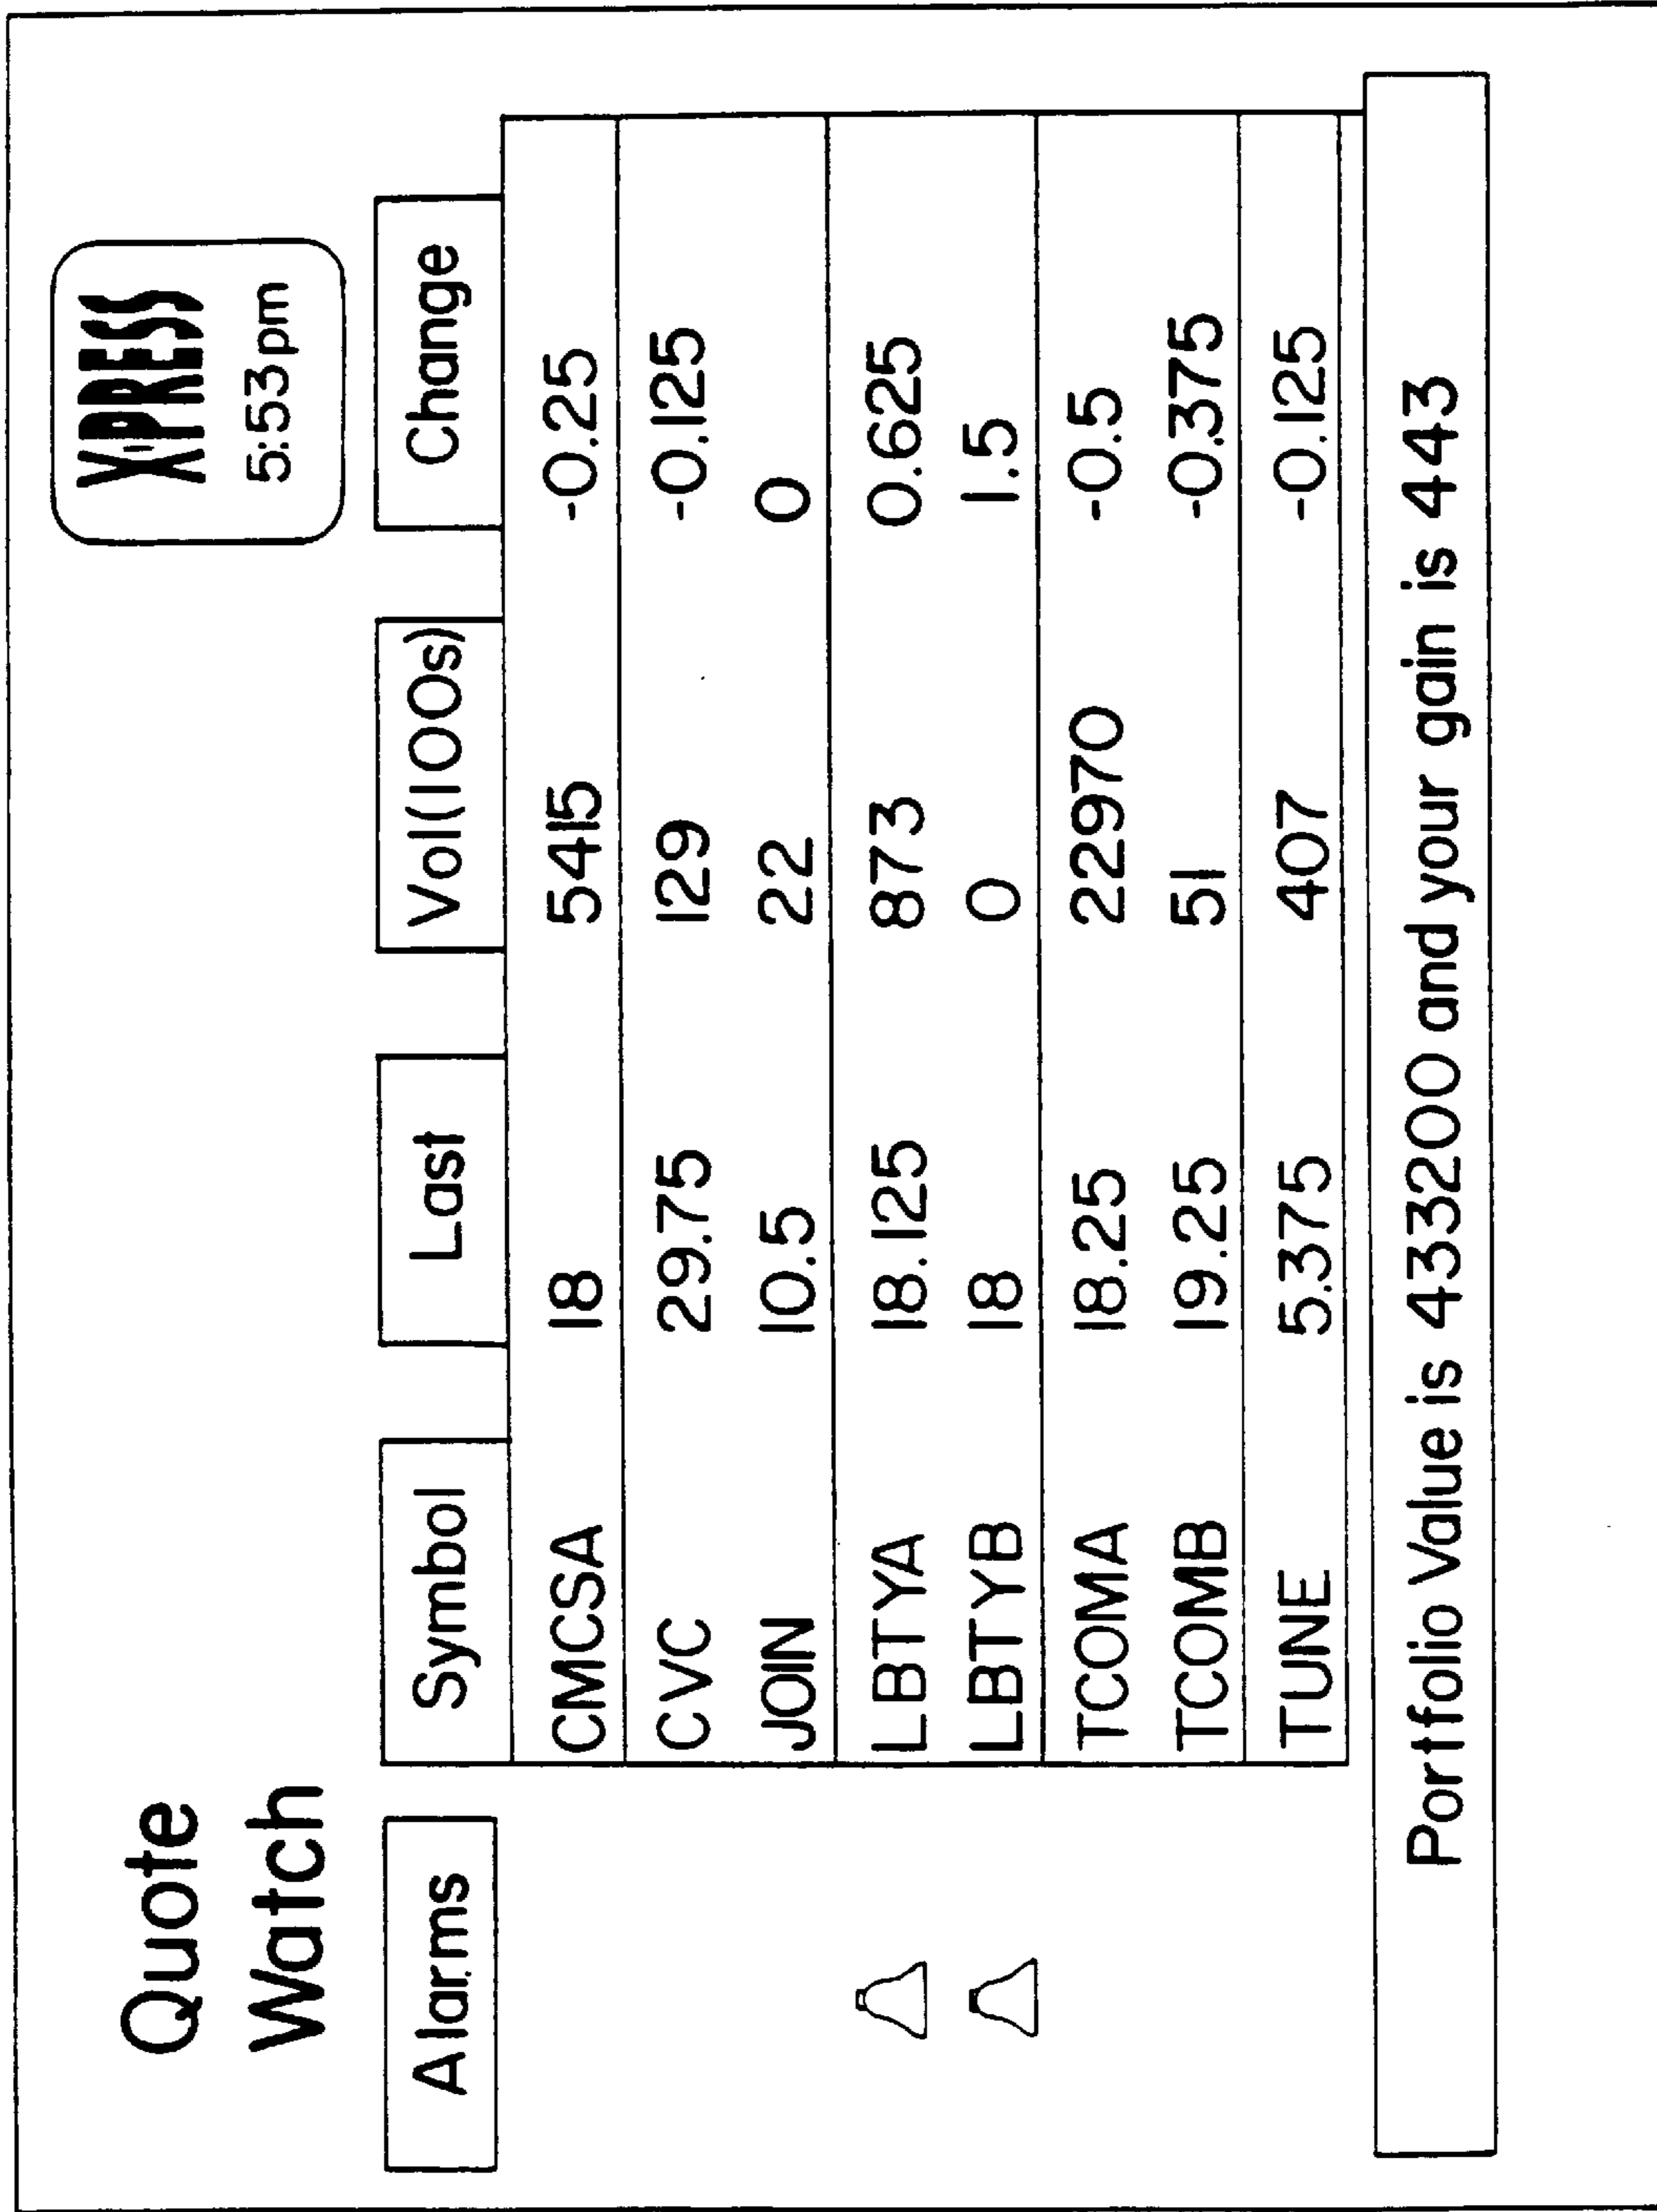 Quote
Watch
X·PRESS
5:53pm
Alarms Symbol Last Vol(100s) Change
CMCSA 18 5415 -0.25
CVC 29.75 129 -0.125
JOIN 10.5 22 0
LBTYA 18.125 873 0.625
LBTYB 18 0 1.5
TCOMA 18.25 22970 -0.5
TCOMB 19.25 51 -0.375
TUNE 5.375 407 -0.125
Portfolio Value is 433200 and your gain is 443